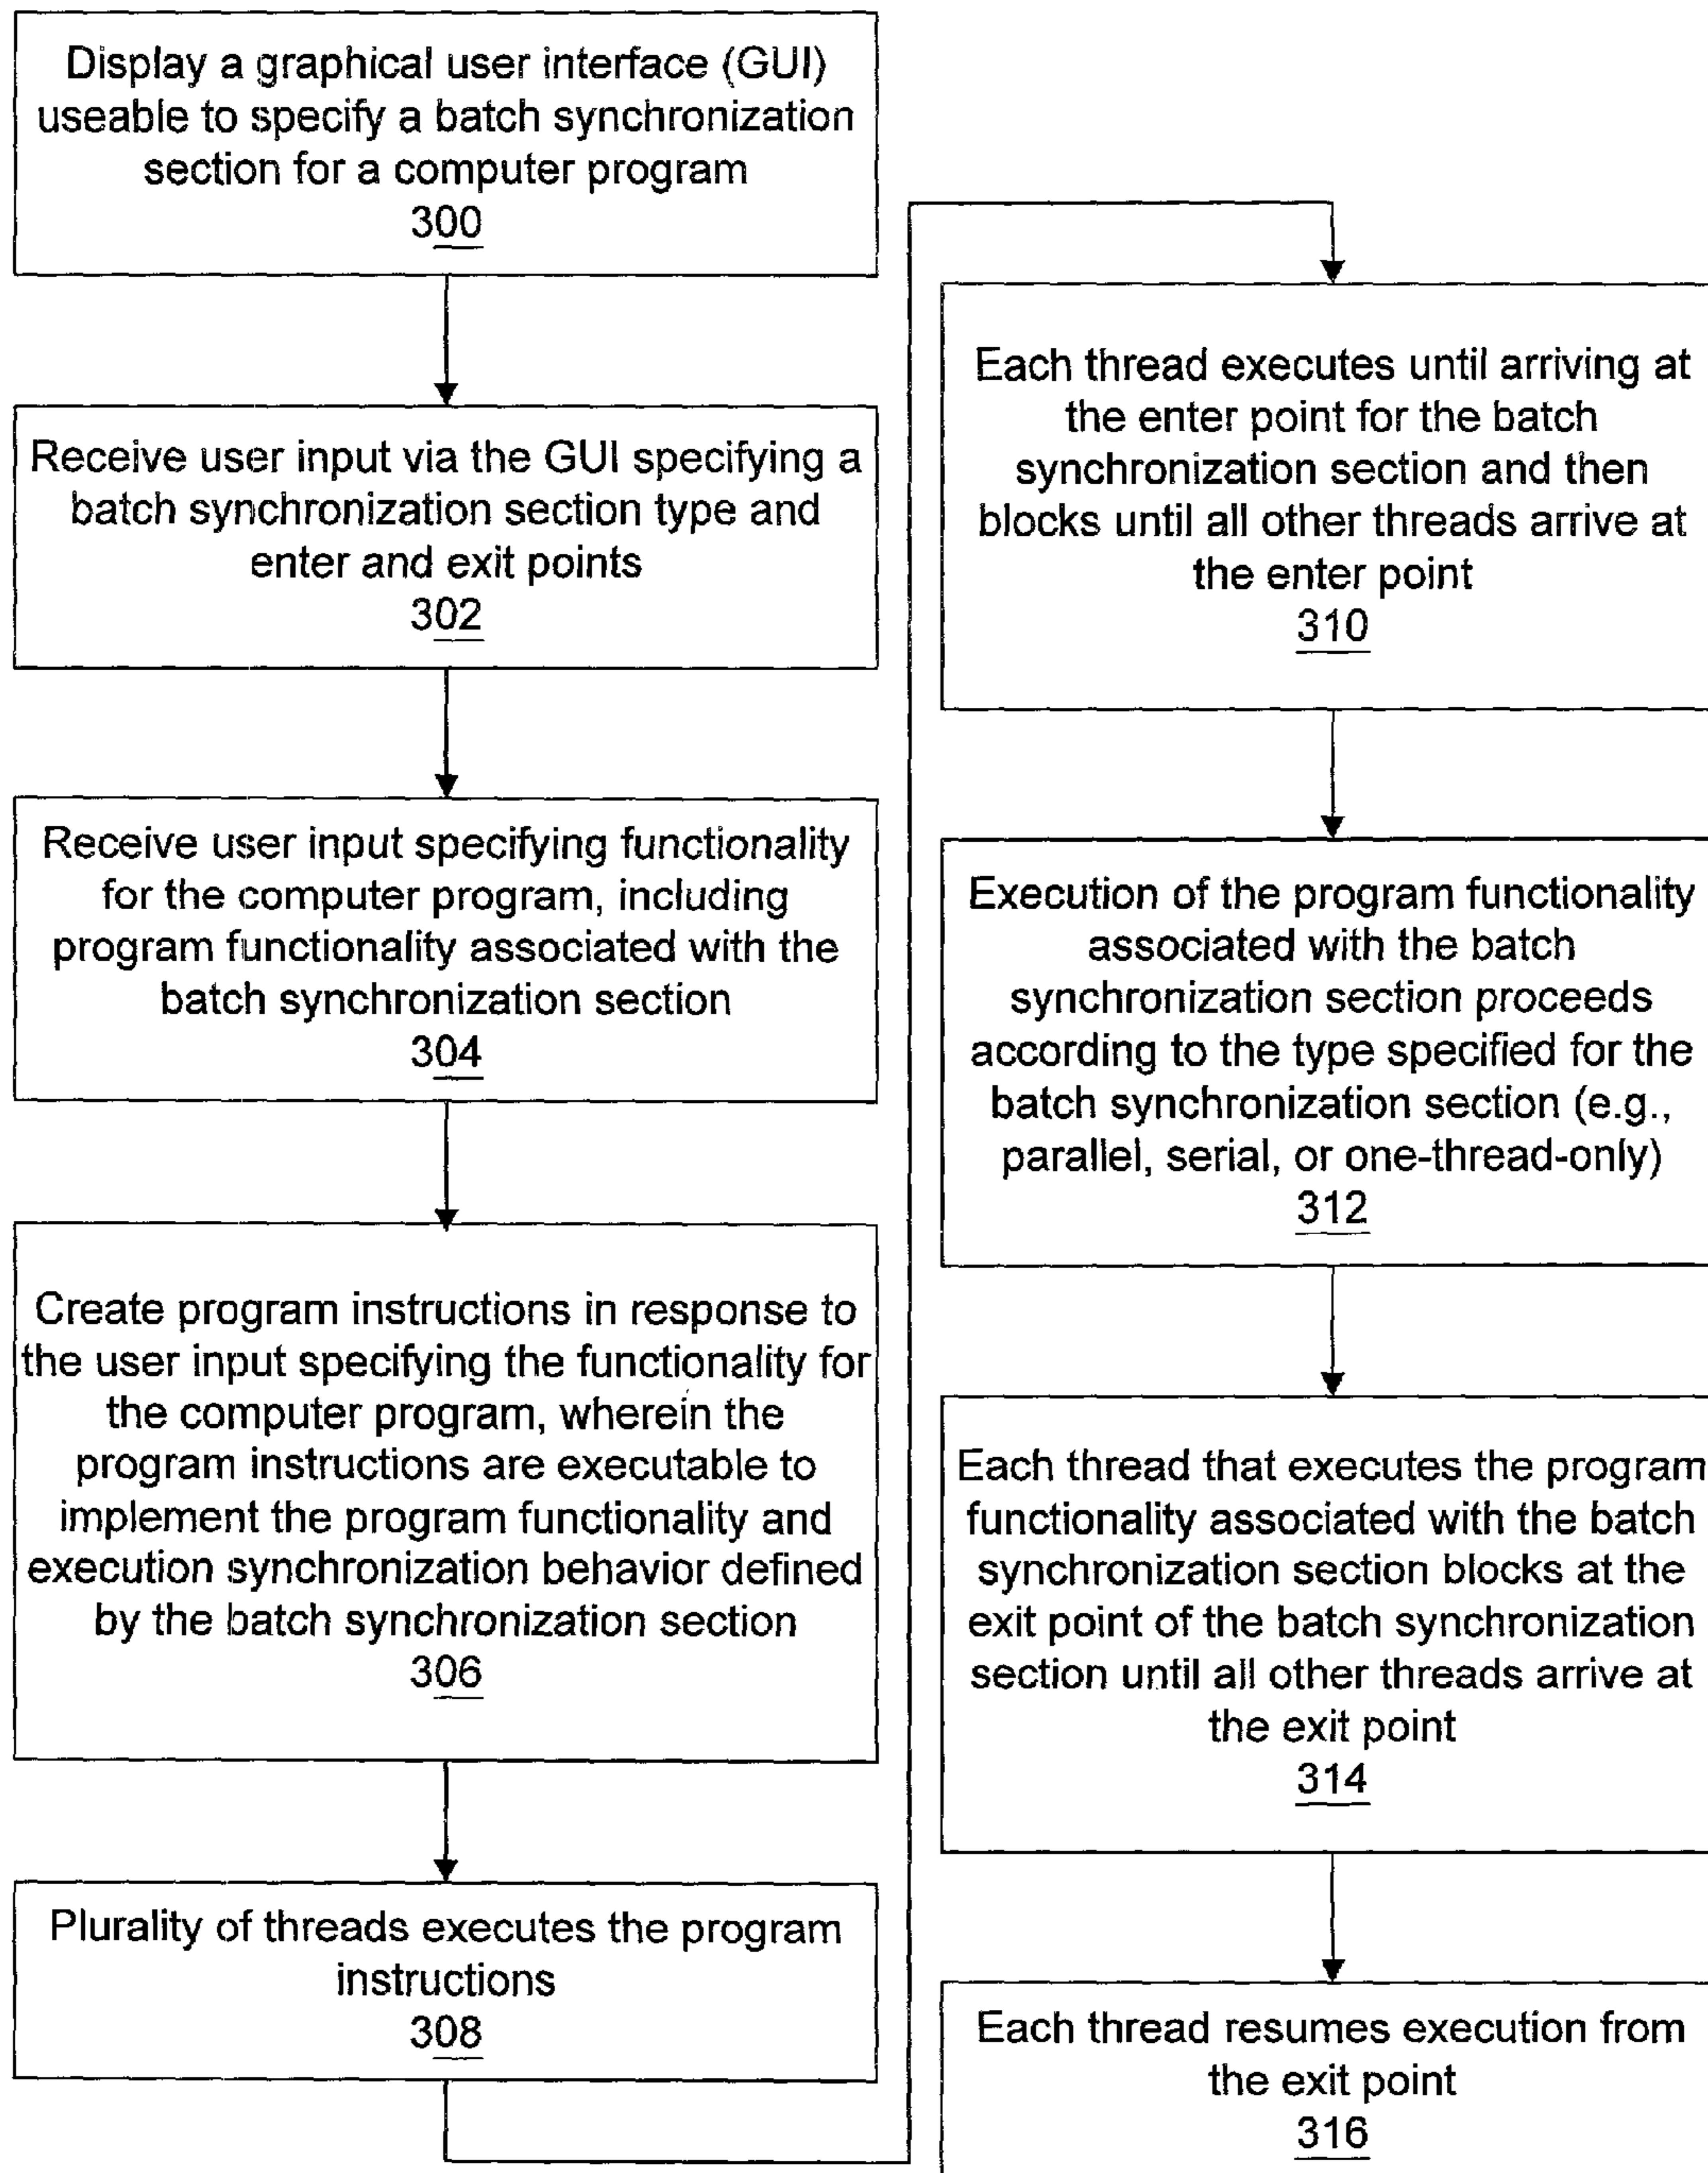 Display a graphical user interface (GUI)
useable to specify a batch synchronization
section for a computer program
300
Receive user input via the GUI specifying a
batch synchronization section type and
enter and exit points
302
Receive user input specifying functionality
for the computer program, including
program functionality associated with the
batch synchronization section
304
Create program instructions in response to
the user input specifying the functionality for
the computer program, wherein the
program instructions are executable to
implement the program functionality and
execution synchronization behavior defined
by the batch synchronization section
306
Plurality of threads executes the program
instructions
308
Each thread executes until arriving at
the enter point for the batch
synchronization section and then
blocks until all other threads arrive at
the enter point
310
Execution of the program functionality
associated with the batch
synchronization section proceeds
according to the type specified for the
batch synchronization section (e.g.,
parallel, serial, or one-thread-only)
312
Each thread that executes the program
functionality associated with the batch
synchronization section blocks at the
exit point of the batch synchronization
section until all other threads arrive at
the exit point
314
Each thread resumes execution from
the exit point
316